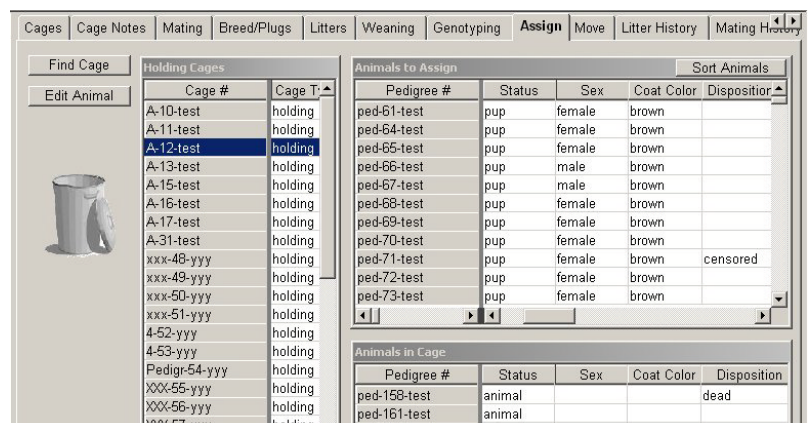 Cages Cage Notes Mating Breed/Plugs Litters Weaning Genotyping Assign Move Litter History Mating History
Find Cage
Edit Animal
Holding Cages
Cage # Cage T
A-10-test holding
A-11-test holding
A-12-test holding
A-13-test holding
A-15-test holding
A-16-test holding
A-17-test holding
A-31-test holding
xxx-48-yyy holding
xxx-49-yyy holding
xxx-50-yyy holding
xxx-51-yyy holding
4-52-yyy holding
4-53-yyy holding
Pedigr-54-yyy holding
XXX-55-yyy holding
XXX-56-yyy holding
Animals to Assign Sort Animals
Pedigree # Status Sex Coat Color Disposition
ped-61-test pup female brown
ped-64-test pup female brown
ped-65-test pup female brown
ped-66-test pup male brown
ped-67-test pup male brown
ped-68-test pup female brown
ped-69-test pup female brown
ped-70-test pup female brown
ped-71-test pup female brown censored
ped-72-test pup female brown
ped-73-test pup female brown
Animals in Cage
Pedigree # Status Sex Coat Color Disposition
ped-158-test animal dead
ped-161-test animal